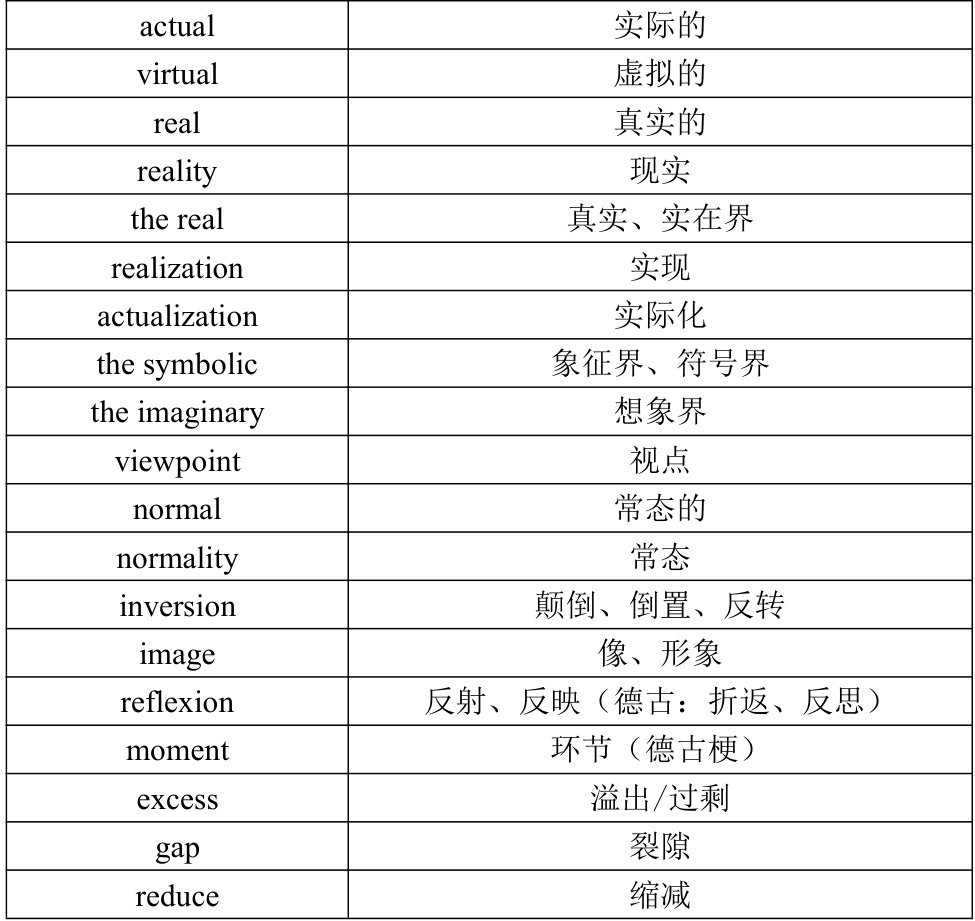 actual 实际的
virtual 虚拟的
real 真实的
reality 现实
the real 真实、实在界
realization 实现
actualization 实际化
the symbolic 象征界、符号界
the imaginary 想象界
viewpoint 视点
normal 常态的
normality 常态
inversion 颠倒、倒置、反转
image 像、形象
reflexion 反射、反映（德古：折返、反思）
moment 环节（德古梗）
excess 溢出/过剩
gap 裂隙
reduce 缩减